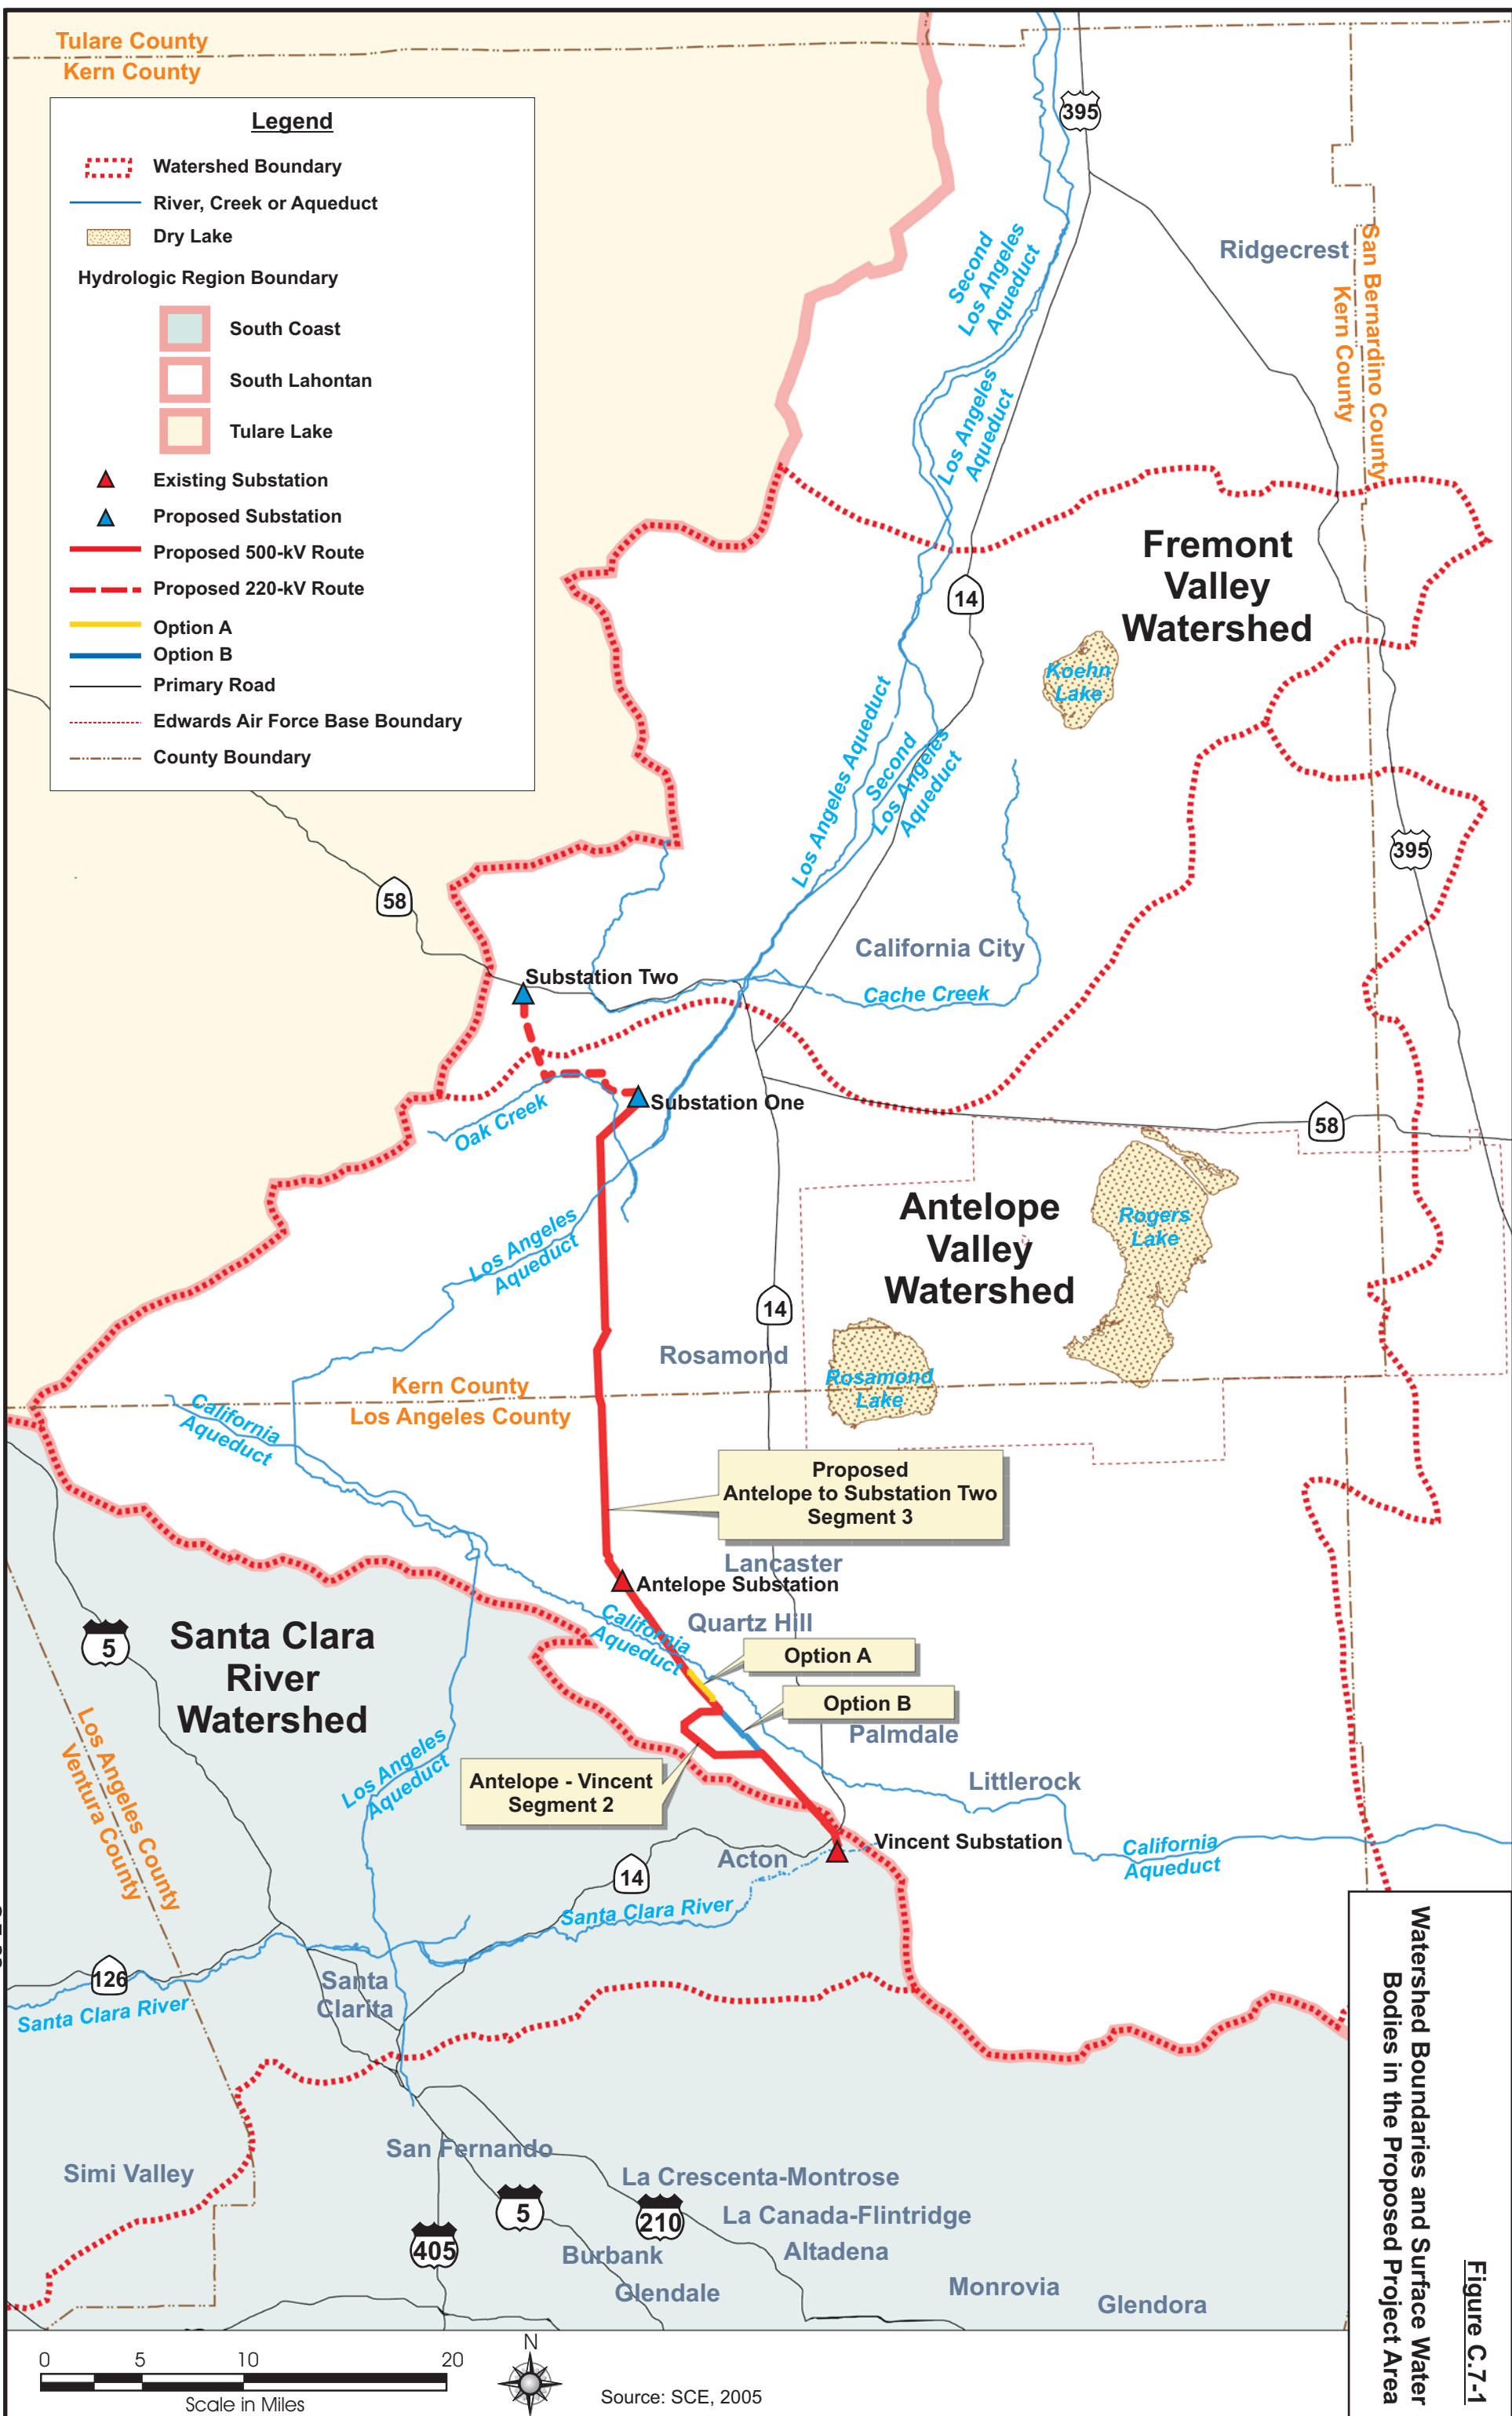 Tulare County
Kern County
Legend
Watershed Boundary
River, Creek or Aqueduct
Dry Lake
Hydrologic Region Boundary
South Coast
South Lahontan
Tulare Lake
Existing Substation
Proposed Substation
Proposed 500-kV Route
Proposed 220-kV Route
Option A
Option B
Primary Road
Edwards Air Force Base Boundary
County Boundary
395
Ridgecrest
San Bernardino County
Kern County
Second
Los Angeles
Aqueduct
Los Angeles
Aqueduct
Fremont
Valley
Watershed
14
Koehn
Lake
Los Angeles Aqueduct
Second
Los Angeles
Aqueduct
395
58
California City
Substation Two
Cache Creek
Substation One
Oak Creek
58
Antelope
Valley
Watershed
Rogers
Lake
Los Angeles
Aqueduct
14
Rosamond
Rosamond
Lake
Kern County
Los Angeles County
California
Aqueduct
Proposed
Antelope to Substation Two
Segment 3
Lancaster
Antelope Substation
Quartz Hill
California
Aqueduct
Option A
Option B
Palmdale
5
Santa Clara
River
Watershed
Los Angeles County
Ventura County
Los Angeles
Aqueduct
Antelope - Vincent
Segment 2
Littlerock
Vincent Substation
California
Aqueduct
Acton
14
Santa Clara River
126
Santa Clara River
Santa
Clarita
San Fernando
Simi Valley
La Crescenta-Montrose
5
210
La Canada-Flintridge
405
Burbank
Altadena
Glendale
Monrovia
Glendora
0 5 10 20
Scale in Miles
N
Source: SCE, 2005
Figure C.7-1
Watershed Boundaries and Surface Water
Bodies in the Proposed Project Area